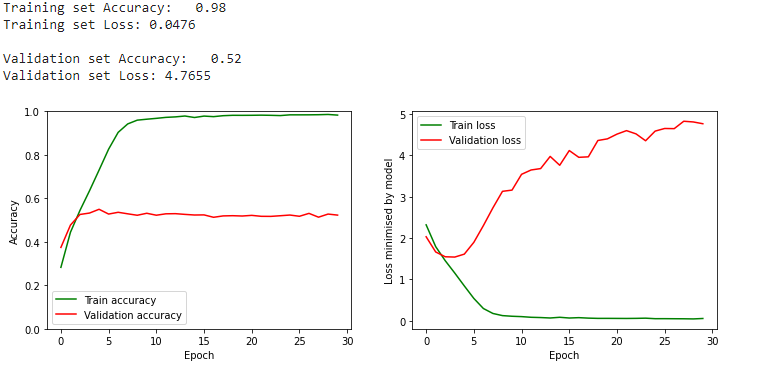 Training set Accuracy:   0.98
Training set Loss: 0.0476
Validation set Accuracy:   0.52
Validation set Loss: 4.7655
1.0
0.8
0.6
0.4
0.2
0.0
Accuracy
Train accuracy
Validation accuracy
0 5 10 15 20 25 30
Epoch
5
4
3
2
1
0
Loss minimised by model
Train loss
Validation loss
0 5 10 15 20 25 30
Epoch